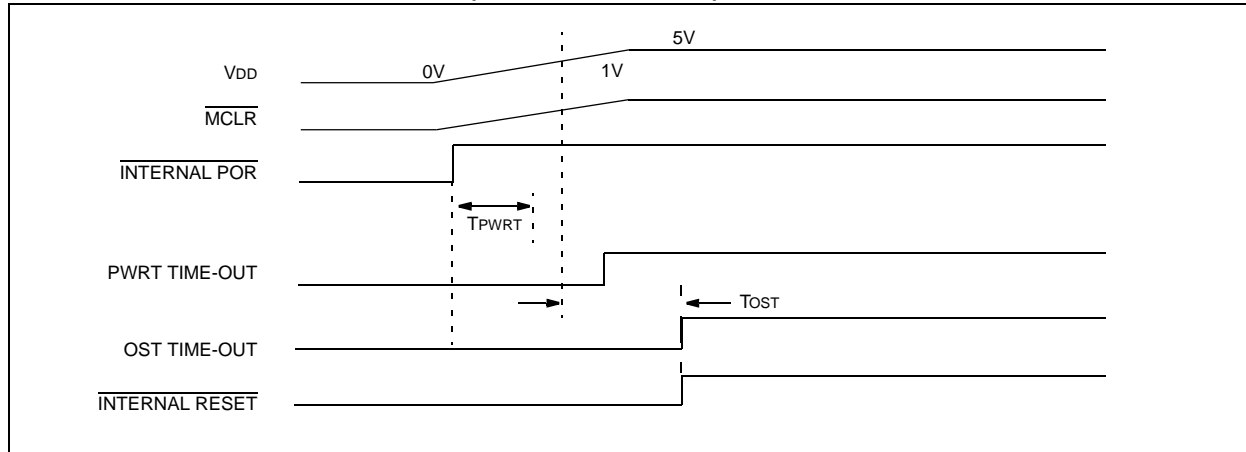 5V
VDD 0V 1V
MCLR
INTERNAL POR
TPWRT
PWRT TIME-OUT
TOST
OST TIME-OUT
INTERNAL RESET